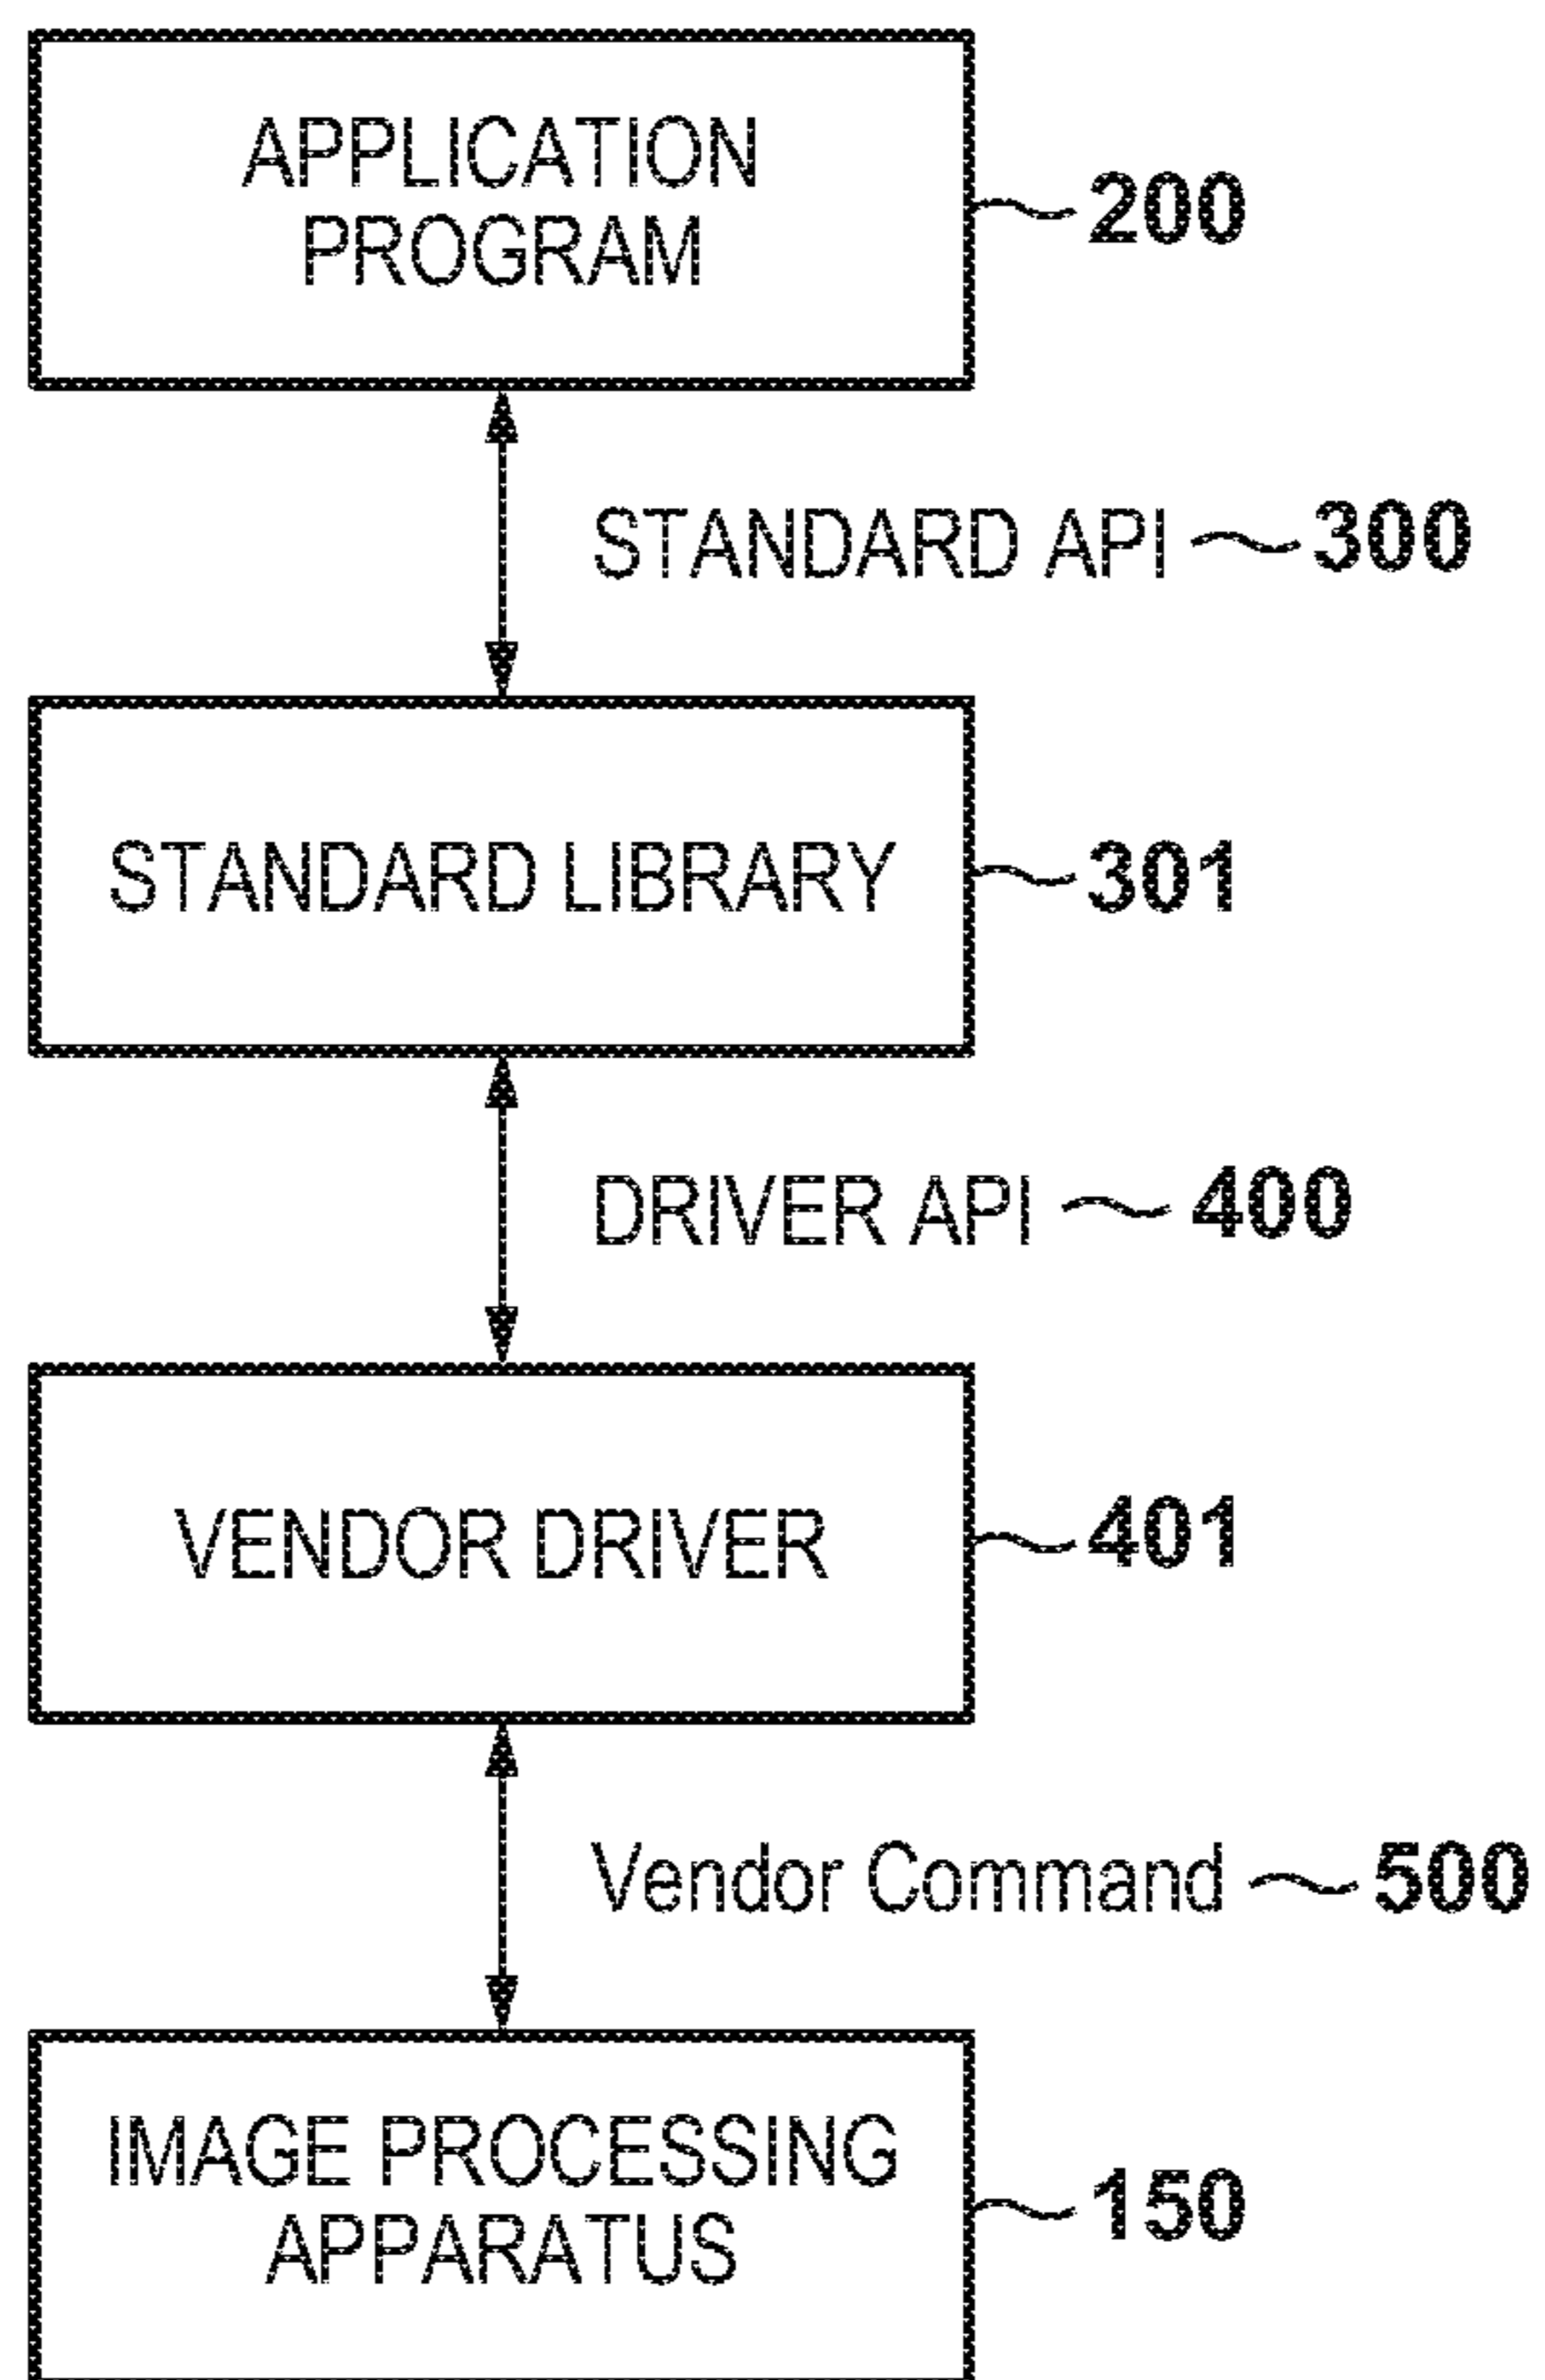 APPLICATION
PROGRAM
200
STANDARD API 300
STANDARD LIBRARY
301
DRIVER API 400
VENDOR DRIVER
401
Vendor Command 500
IMAGE PROCESSING
APPARATUS
150